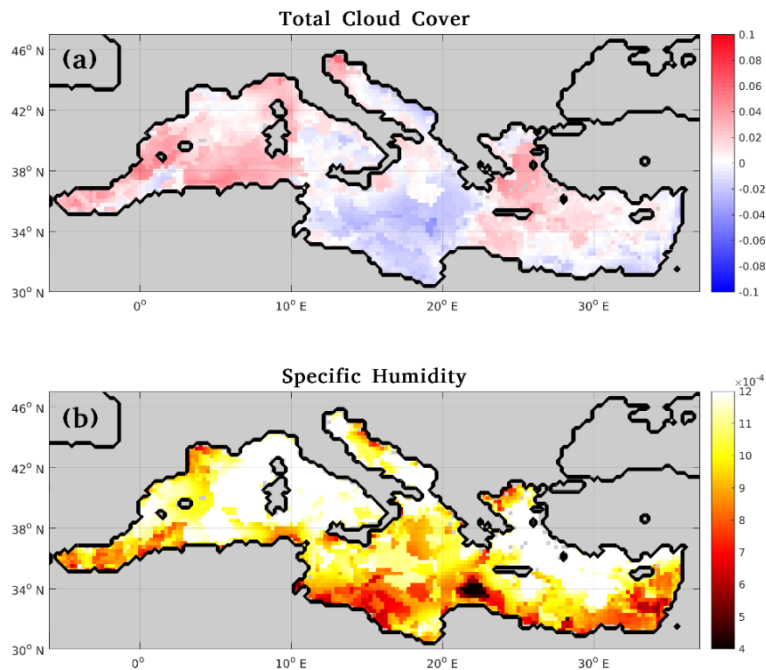 Total Cloud Cover
(a)
46° N
42° N
38° N
34° N
30° N
0°
10° E
20° E
30° E
0.1
0.08
0.06
0.04
0.02
0
-0.02
-0.04
-0.06
-0.08
-0.1
Specific Humidity
(b)
46° N
42° N
38° N
34° N
30° N
0°
10° E
20° E
30° E
×10⁻⁴
12
11
10
9
8
7
6
5
4